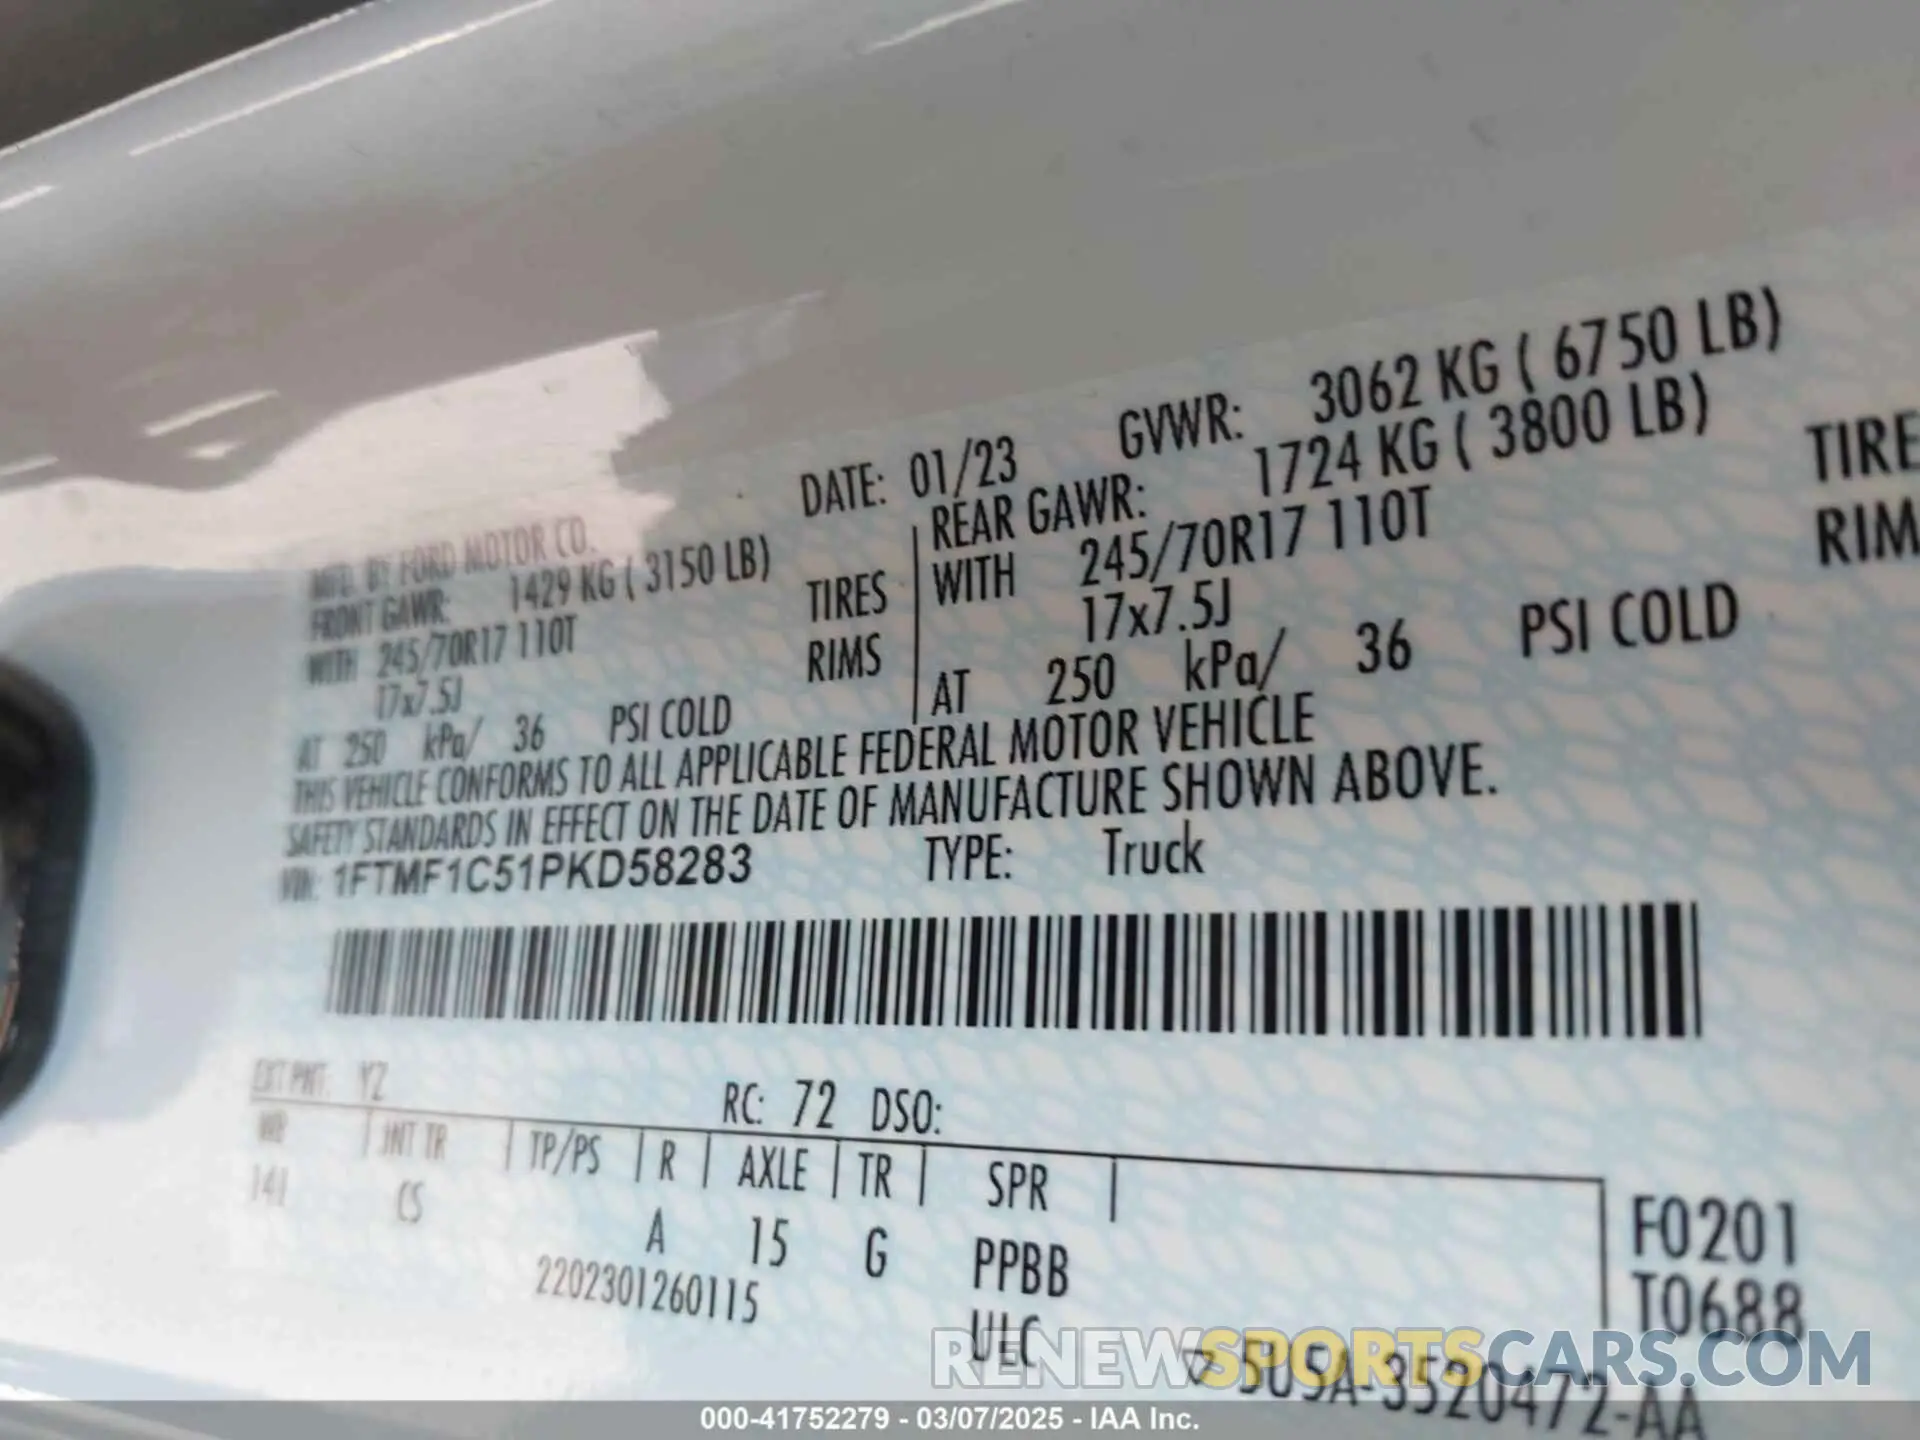 MFD. BY FORD MOTOR CO. DATE: 01/23 GVWR: 3062 KG ( 6750 LB)
FRONT GAWR: 1429 KG ( 3150 LB) REAR GAWR: 1724 KG ( 3800 LB)
WITH 245/70R17 110T TIRES WITH 245/70R17 110T TIRE
17x7.5J RIMS 17x7.5J RIM
AT 250 kPa/ 36 PSI COLD AT 250 kPa/ 36 PSI COLD
THIS VEHICLE CONFORMS TO ALL APPLICABLE FEDERAL MOTOR VEHICLE
SAFETY STANDARDS IN EFFECT ON THE DATE OF MANUFACTURE SHOWN ABOVE.
VIN: 1FTMF1C51PKD58283 TYPE: Truck
EXT PNT: YZ RC: 72 DSO:
WB INT TR TP/PS R AXLE TR SPR
141 CS A 15 G PPBB F0201
2202301260115 ULC T0688
5U5A-3520472-AA
RENEWSPORTSCARS.COM
000-41752279 - 03/07/2025 - IAA Inc.